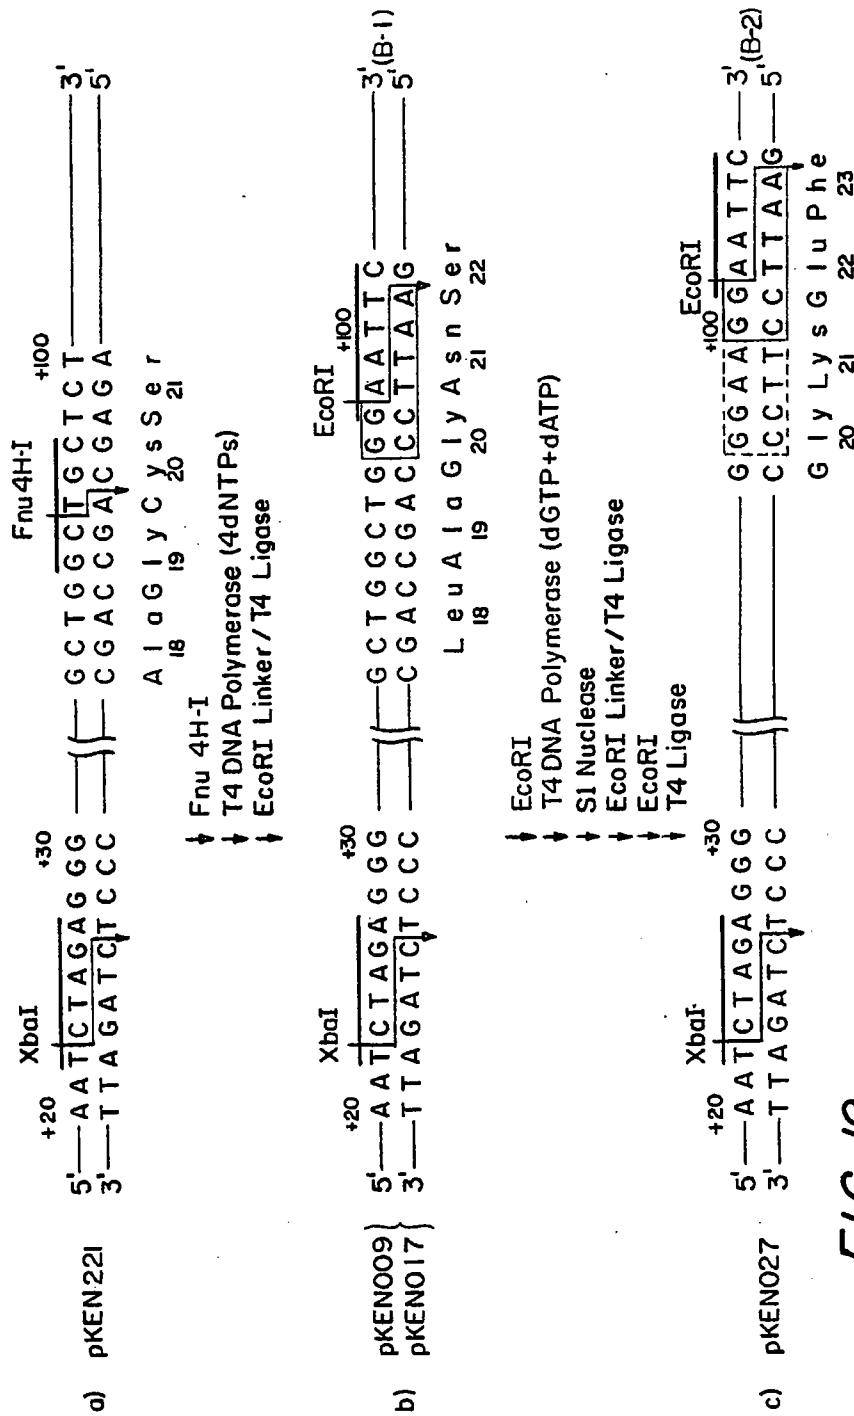 a) pKEN221
XbaI
Fnu4H-I
+20
+30
+100
5' A A T C T A G A G G G G C T G G C T G C T C T 3'
3' T T A G A T C T C C C C G A C C G A C G A G A 5'
Ala Gly Cys Ser
18 19 20 21
Fnu 4H-I
T4 DNA Polymerase (4dNTPs)
EcoRI Linker / T4 Ligase
b) pKEN009
pKEN017
XbaI
EcoRI
+20
+30
+100
5' A A T C T A G A G G G G C T G G C T G G G A A T T C 3' (B-1)
3' T T A G A T C T C C C C G A C C G A C C C T T A A G 5'
Leu Ala Gly Asn Ser
18 19 20 21 22
EcoRI
T4 DNA Polymerase (dGTP+dATP)
S1 Nuclease
EcoRI Linker / T4 Ligase
EcoRI
T4 Ligase
c) pKEN027
XbaI
EcoRI
+20
+30
+100
5' A A T C T A G A G G G G G G A A G G A A T T C 3' (B-2)
3' T T A G A T C T C C C C C C T T C C T T A A G 5'
Gly Lys Glu Phe
20 21 22 23